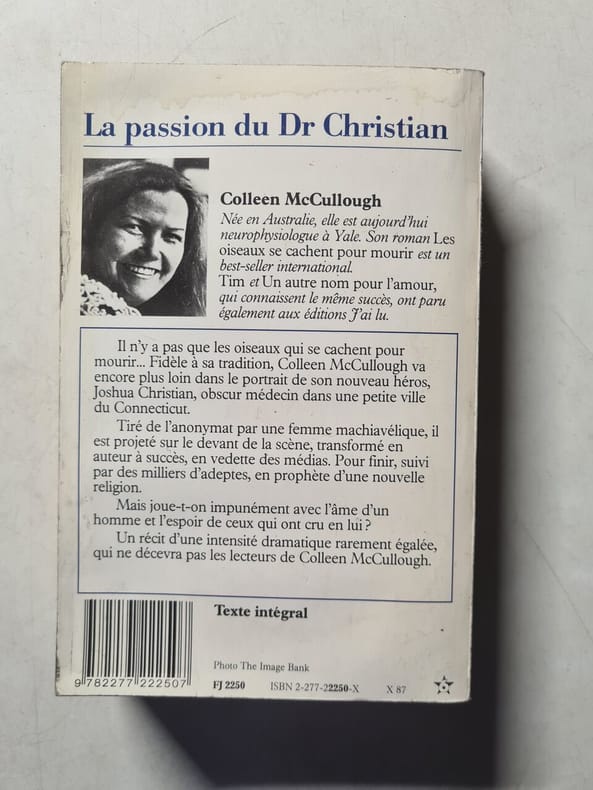 La passion du Dr Christian
Colleen McCullough
Née en Australie, elle est aujourd'hui
neurophysiologue à Yale. Son roman Les
oiseaux se cachent pour mourir est un
best-seller international.
Tim et Un autre nom pour l'amour,
qui connaissent le même succès, ont paru
également aux éditions J'ai lu.
Il n'y a pas que les oiseaux qui se cachent pour
mourir... Fidèle à sa tradition, Colleen McCullough va
encore plus loin dans le portrait de son nouveau héros,
Joshua Christian, obscur médecin dans une petite ville
du Connecticut.
Tiré de l'anonymat par une femme machiavélique, il
est projeté sur le devant de la scène, transformé en
auteur à succès, en vedette des médias. Pour finir, suivi
par des milliers d'adeptes, en prophète d'une nouvelle
religion.
Mais joue-t-on impunément avec l'âme d'un
homme et l'espoir de ceux qui ont cru en lui ?
Un récit d'une intensité dramatique rarement égalée,
qui ne décevra pas les lecteurs de Colleen McCullough.
Texte intégral
Photo The Image Bank
9 782277 222507
FJ 2250 ISBN 2-277-22250-X X 87